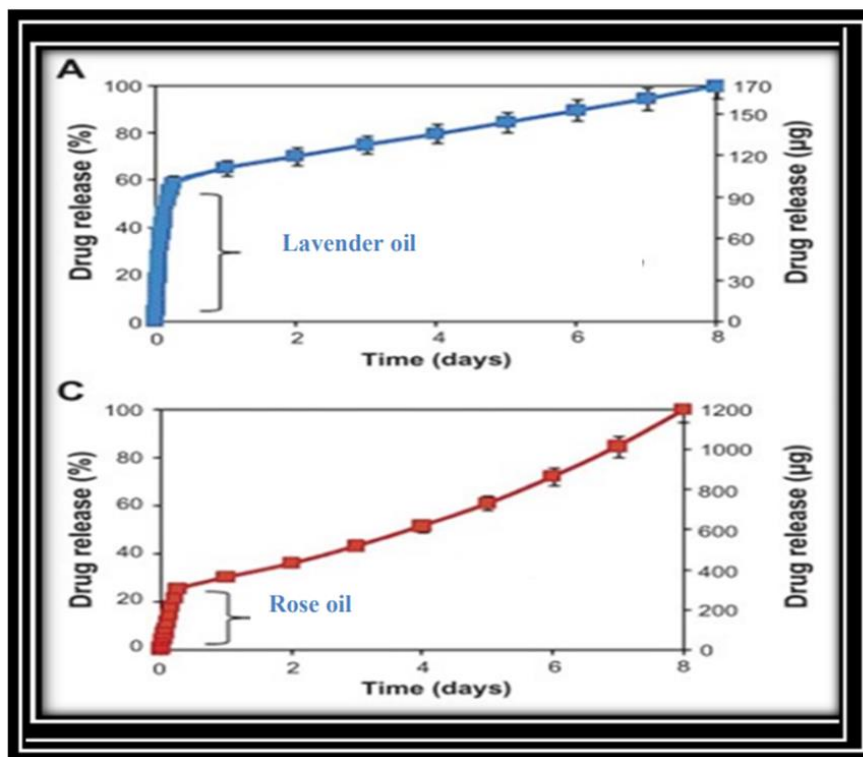 A
Drug release (%)
100
80
60
40
20
0
Lavender oil
170
150
120
90
60
30
0
Drug release (µg)
0 2 4 6 8
Time (days)
C
Drug release (%)
100
80
60
40
20
0
Rose oil
1200
1000
800
600
400
200
0
Drug release (µg)
0 2 4 6 8
Time (days)